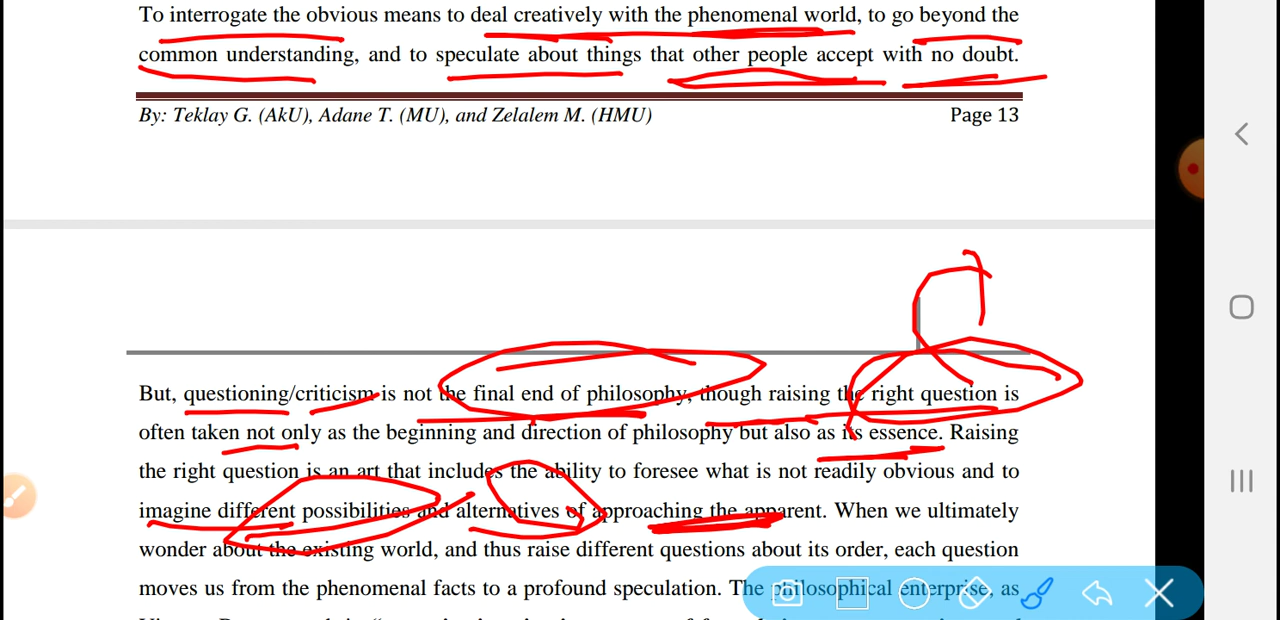 To interrogate the obvious means to deal creatively with the phenomenal world, to go beyond the
common understanding, and to speculate about things that other people accept with no doubt.
By: Teklay G. (AkU), Adane T. (MU), and Zelalem M. (HMU) Page 13
But, questioning/criticism is not the final end of philosophy, though raising the right question is
often taken not only as the beginning and direction of philosophy but also as its essence. Raising
the right question is an art that includes the ability to foresee what is not readily obvious and to
imagine different possibilities and alternatives of approaching the apparent. When we ultimately
wonder about the existing world, and thus raise different questions about its order, each question
moves us from the phenomenal facts to a profound speculation. The philosophical enterprise, as